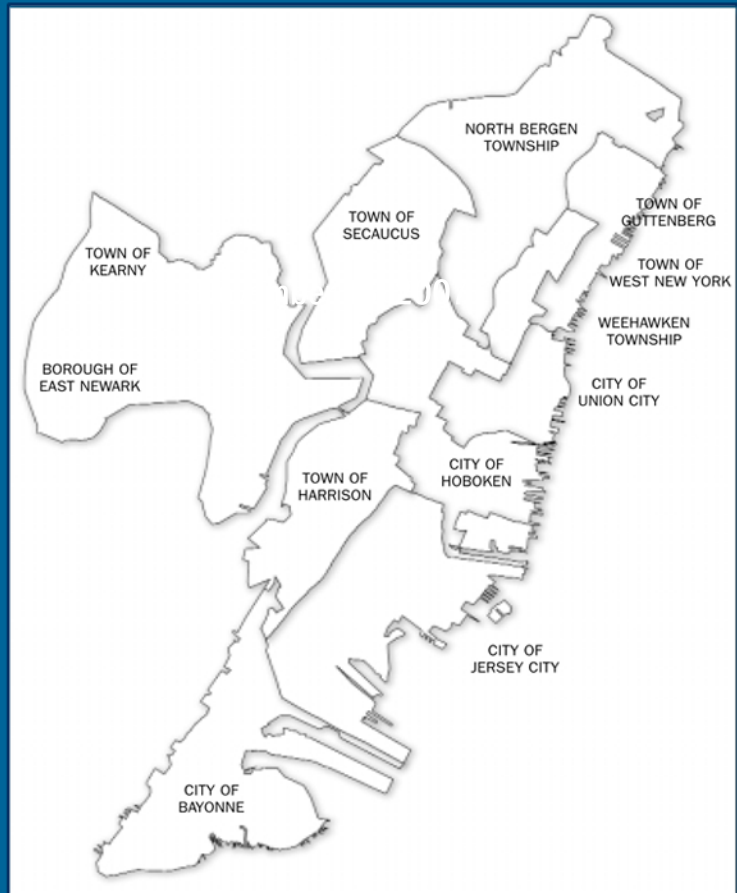 NORTH BERGEN
TOWNSHIP
TOWN OF
SECAUCUS
TOWN OF
GUTTENBERG
TOWN OF
KEARNY
TOWN OF
WEST NEW YORK
WEEHAWKEN
TOWNSHIP
BOROUGH OF
EAST NEWARK
CITY OF
UNION CITY
TOWN OF
HARRISON
CITY OF
HOBOKEN
CITY OF
JERSEY CITY
CITY OF
BAYONNE